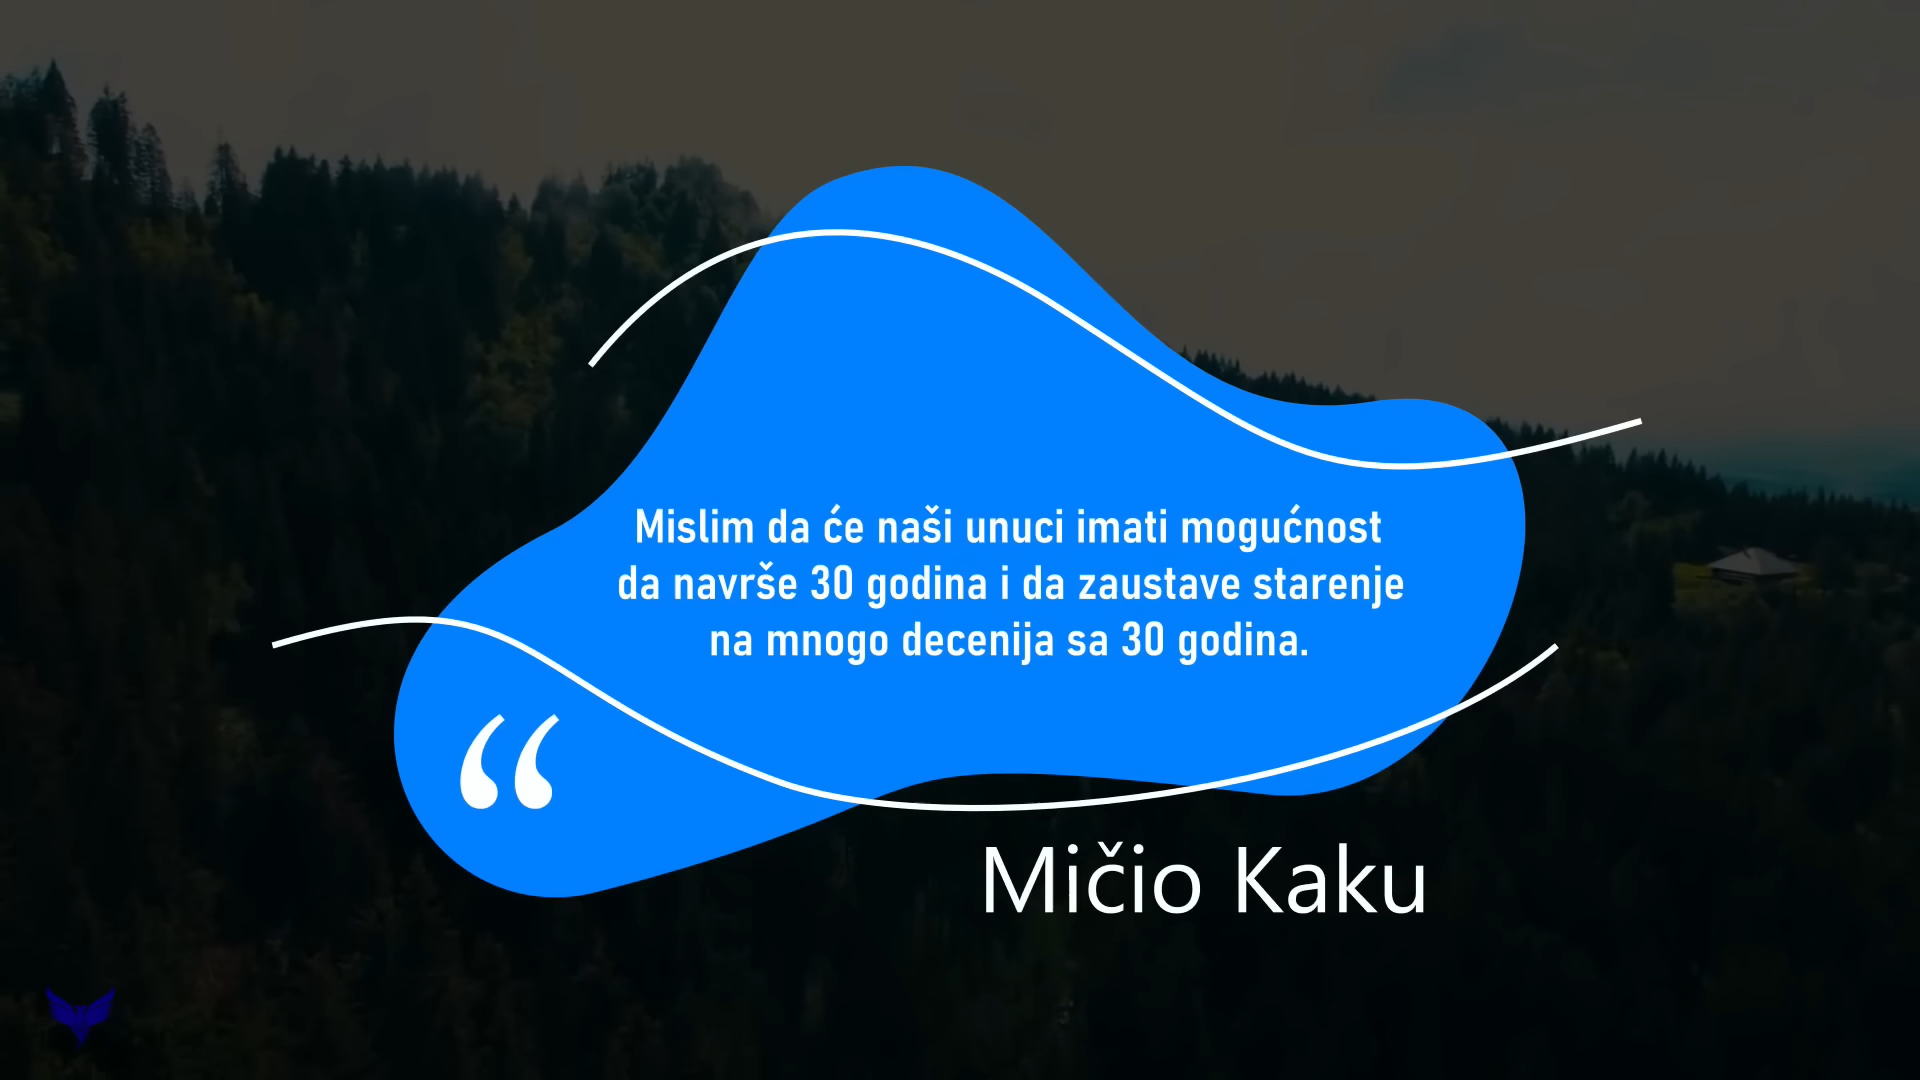 Mislim da će naši unuci imati mogućnost
da navrše 30 godina i da zaustave starenje
na mnogo decenija sa 30 godina.
“
Mičio Kaku